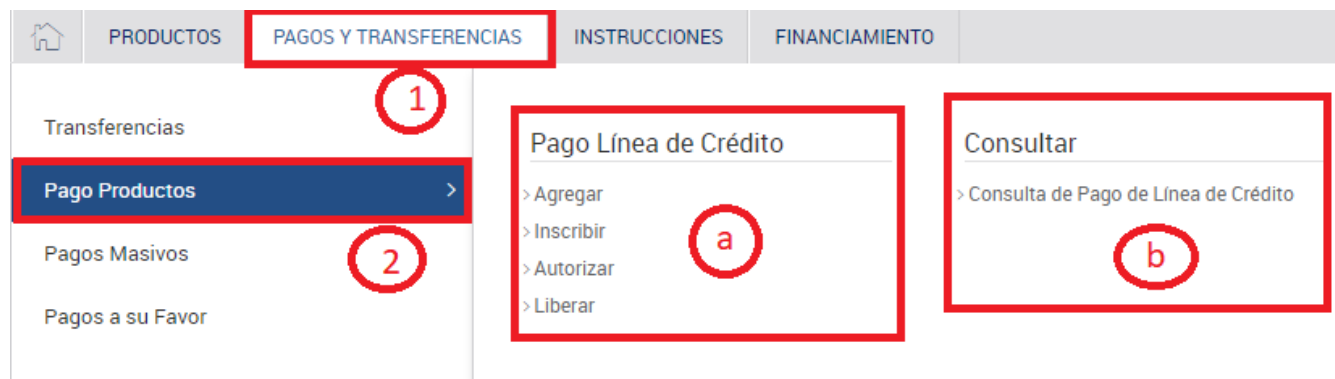 PRODUCTOS PAGOS Y TRANSFERENCIAS INSTRUCCIONES FINANCIAMIENTO
1
Transferencias
Pago Productos >
2
Pagos Masivos
Pagos a su Favor
Pago Línea de Crédito
> Agregar
> Inscribir
> Autorizar
> Liberar
a
Consultar
> Consulta de Pago de Línea de Crédito
b